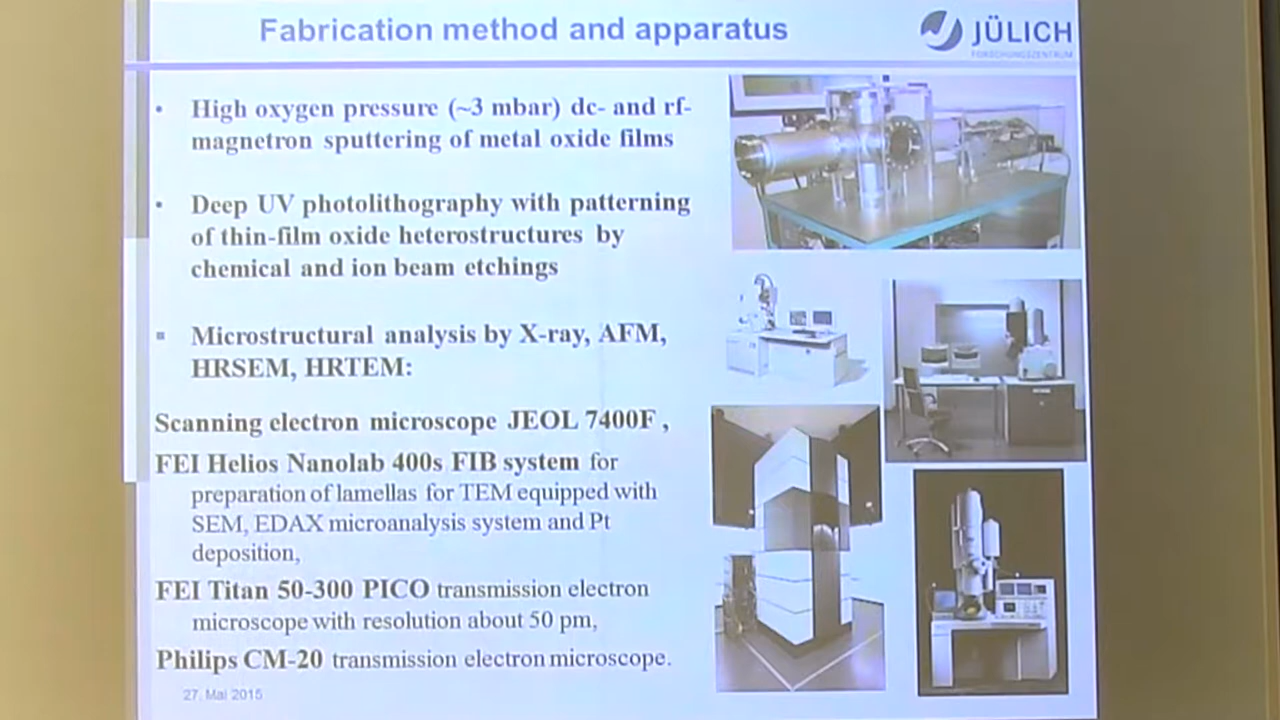 Fabrication method and apparatus
JÜLICH
FORSCHUNGSZENTRUM
• High oxygen pressure (~3 mbar) dc- and rf-
magnetron sputtering of metal oxide films
• Deep UV photolithography with patterning
of thin-film oxide heterostructures by
chemical and ion beam etchings
▪ Microstructural analysis by X-ray, AFM,
HRSEM, HRTEM:
Scanning electron microscope JEOL 7400F ,
FEI Helios Nanolab 400s FIB system for
preparation of lamellas for TEM equipped with
SEM, EDAX microanalysis system and Pt
deposition,
FEI Titan 50-300 PICO transmission electron
microscope with resolution about 50 pm,
Philips CM-20 transmission electron microscope.
27. Mai 2015